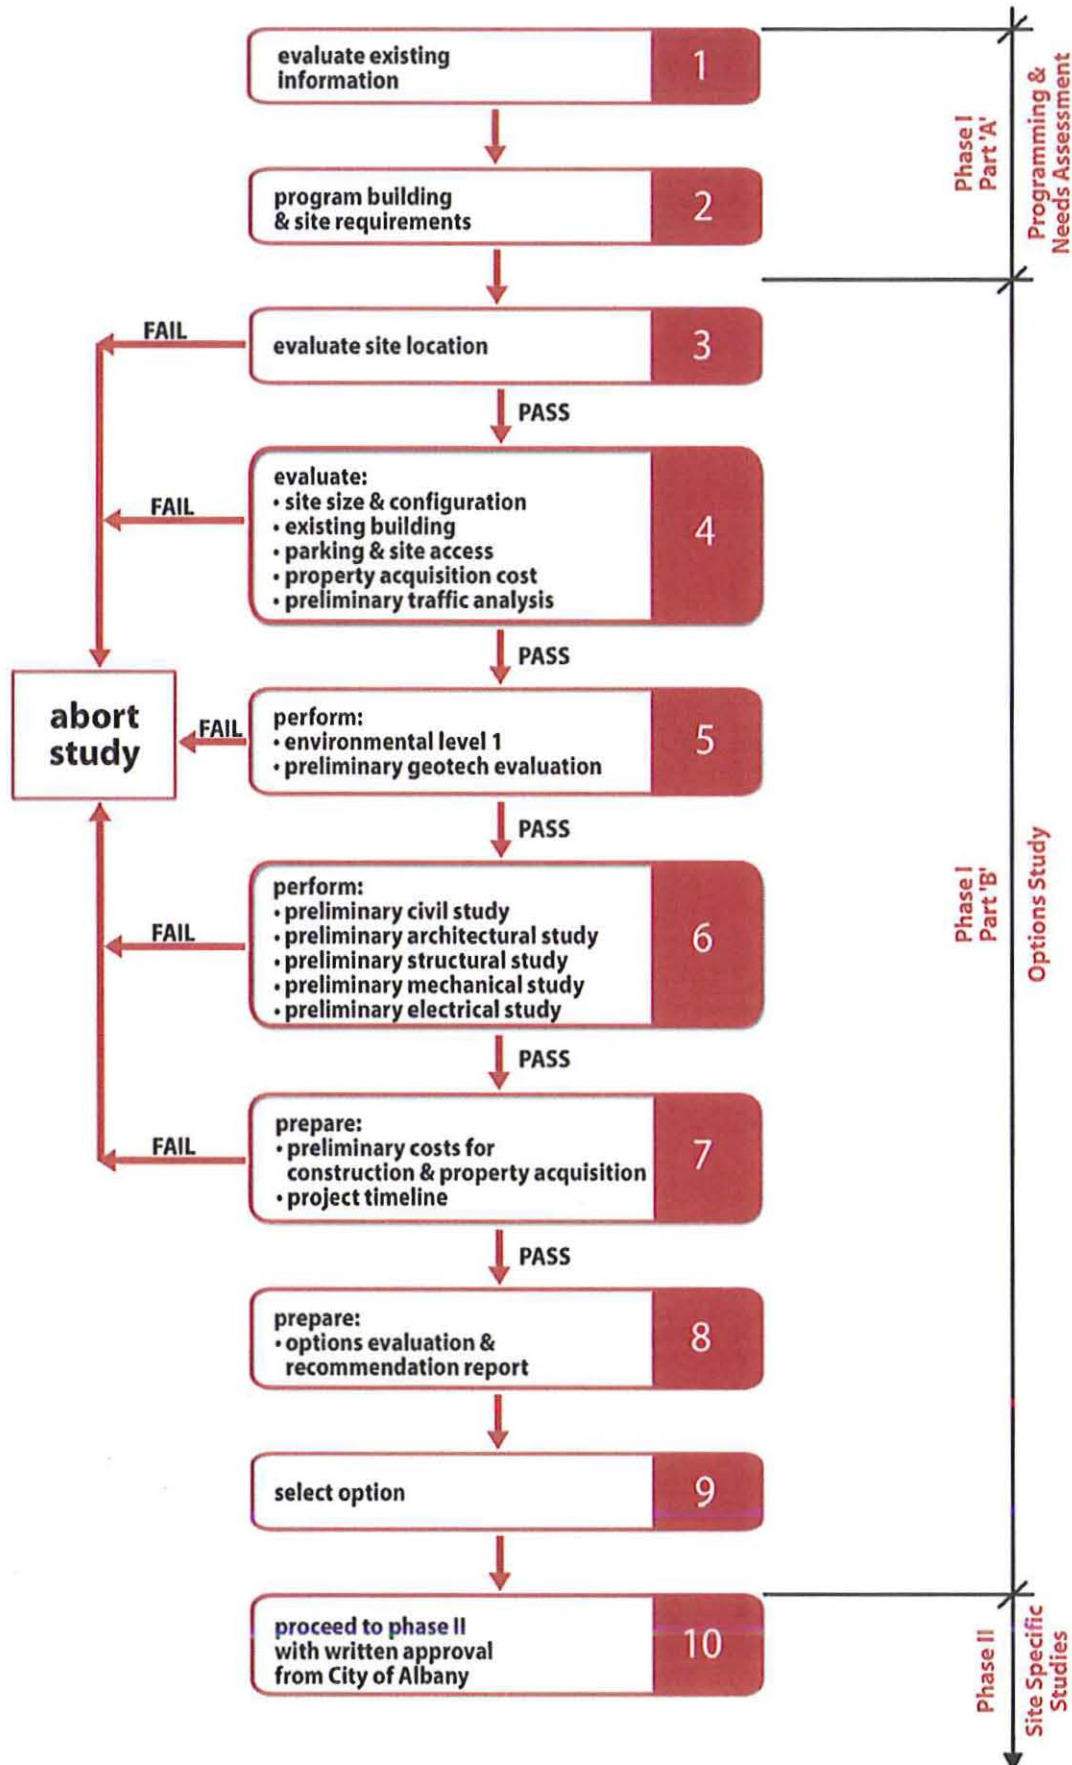 evaluate existing
information
1
program building
& site requirements
2
Phase I
Part 'A'
Programming &
Needs Assessment
FAIL
evaluate site location
3
PASS
FAIL
evaluate:
• site size & configuration
• existing building
• parking & site access
• property acquisition cost
• preliminary traffic analysis
4
PASS
abort
study
FAIL
perform:
• environmental level 1
• preliminary geotech evaluation
5
PASS
FAIL
perform:
• preliminary civil study
• preliminary architectural study
• preliminary structural study
• preliminary mechanical study
• preliminary electrical study
6
Phase I
Part 'B'
Options Study
PASS
FAIL
prepare:
• preliminary costs for
construction & property acquisition
• project timeline
7
PASS
prepare:
• options evaluation &
recommendation report
8
select option
9
proceed to phase II
with written approval
from City of Albany
10
Phase II
Site Specific
Studies